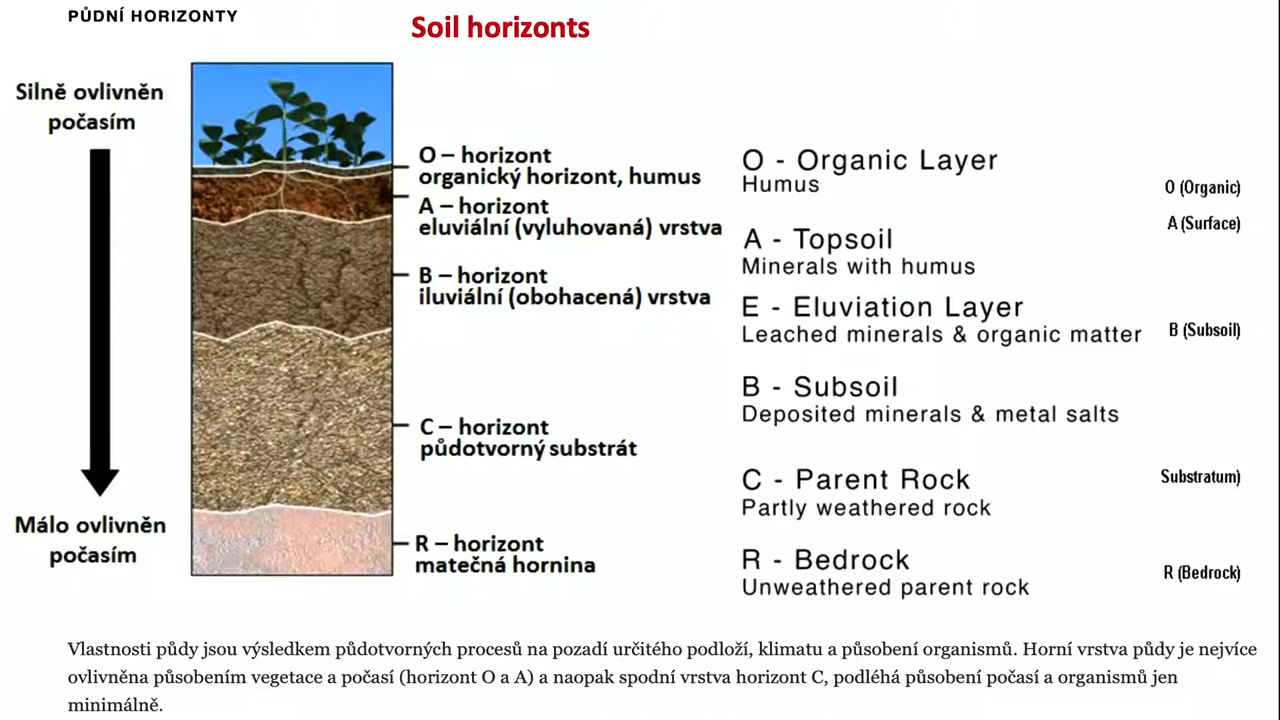 PŮDNÍ HORIZONTY
Soil horizonts
Silně ovlivněn
počasím
Málo ovlivněn
počasím
O – horizont
organický horizont, humus
A – horizont
eluviální (vyluhovaná) vrstva
B – horizont
iluviální (obohacená) vrstva
C – horizont
půdotvorný substrát
R – horizont
matečná hornina
O - Organic Layer
Humus
A - Topsoil
Minerals with humus
E - Eluviation Layer
Leached minerals & organic matter
B - Subsoil
Deposited minerals & metal salts
C - Parent Rock
Partly weathered rock
R - Bedrock
Unweathered parent rock
O (Organic)
A (Surface)
B (Subsoil)
Substratum)
R (Bedrock)
Vlastnosti půdy jsou výsledkem půdotvorných procesů na pozadí určitého podloží, klimatu a působení organismů. Horní vrstva půdy je nejvíce
ovlivněna působením vegetace a počasí (horizont O a A) a naopak spodní vrstva horizont C, podléhá působení počasí a organismů jen
minimálně.